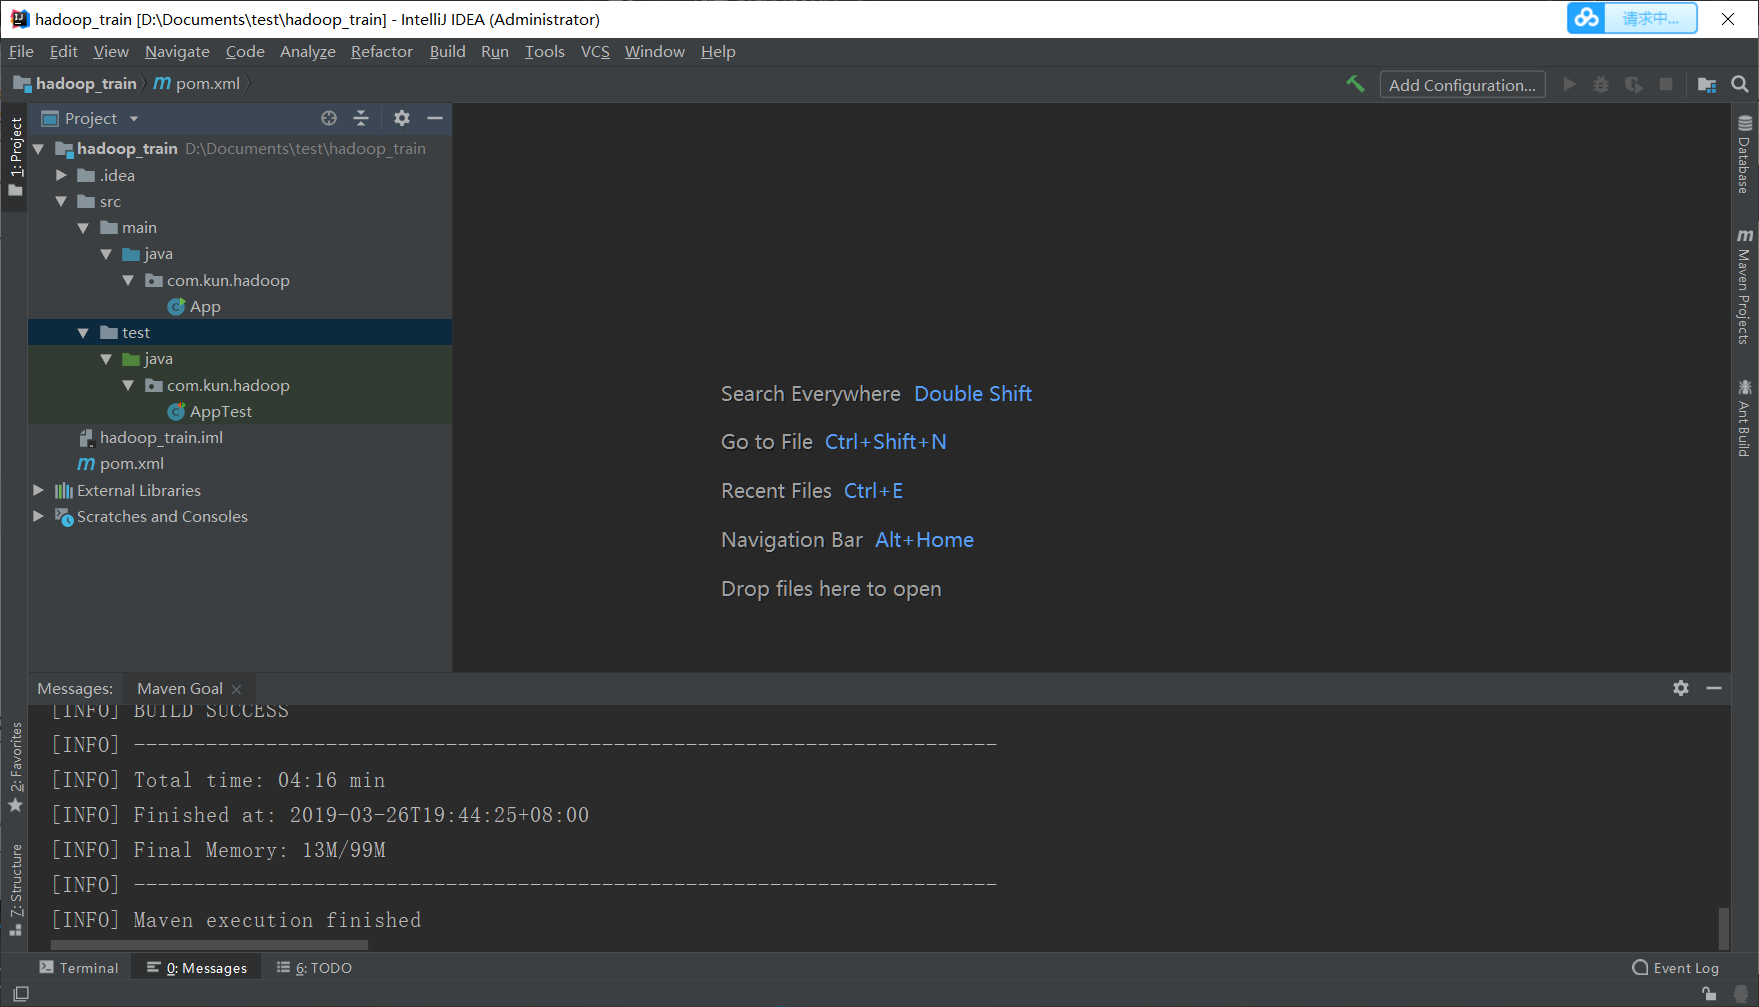 hadoop_train [D:\Documents\test\hadoop_train] - IntelliJ IDEA (Administrator)
请求中...
File Edit View Navigate Code Analyze Refactor Build Run Tools VCS Window Help
hadoop_train pom.xml
Add Configuration...
Project
hadoop_train D:\Documents\test\hadoop_train
.idea
src
main
java
com.kun.hadoop
App
test
java
com.kun.hadoop
AppTest
hadoop_train.iml
pom.xml
External Libraries
Scratches and Consoles
1: Project
2: Favorites
7: Structure
Search Everywhere Double Shift
Go to File Ctrl+Shift+N
Recent Files Ctrl+E
Navigation Bar Alt+Home
Drop files here to open
Database
Maven Projects
Ant Build
Messages: Maven Goal
[INFO] BUILD SUCCESS
[INFO] ------------------------------------------------------------------------
[INFO] Total time: 04:16 min
[INFO] Finished at: 2019-03-26T19:44:25+08:00
[INFO] Final Memory: 13M/99M
[INFO] ------------------------------------------------------------------------
[INFO] Maven execution finished
Terminal 0: Messages 6: TODO
Event Log